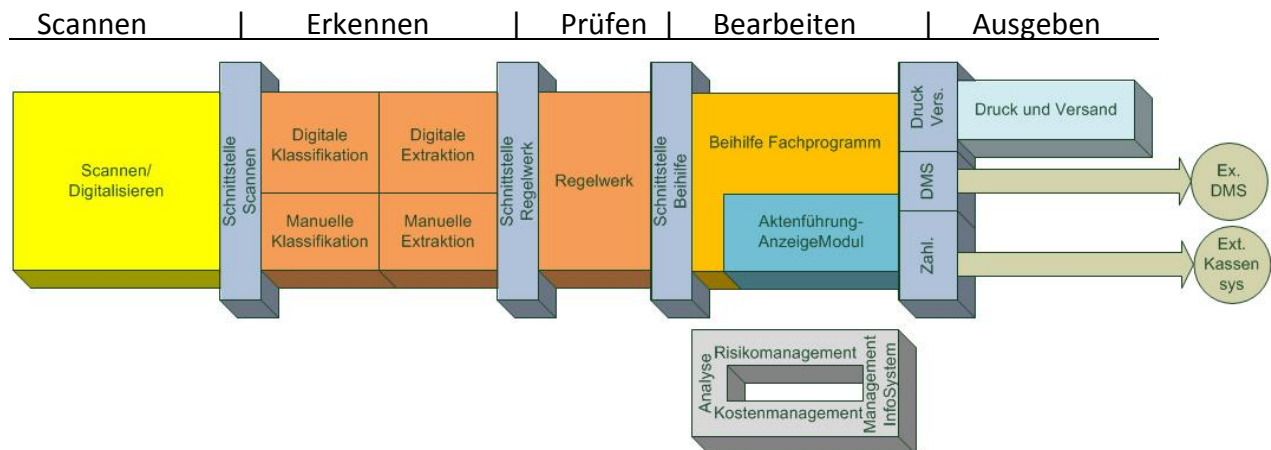 Scannen | Erkennen | Prüfen | Bearbeiten | Ausgeben
Scannen/
Digitalisieren
Schnittstelle
Scannen
Digitale
Klassifikation
Digitale
Extraktion
Manuelle
Klassifikation
Manuelle
Extraktion
Schnittstelle
Regelwerk
Regelwerk
Schnittstelle
Beihilfe
Beihilfe Fachprogramm
Aktenführung-
AnzeigeModul
Druck
Vers.
DMS
Zahl.
Druck und Versand
Ex.
DMS
Ext.
Kassen
sys
Analyse
Risikomanagement
Kostenmanagement
Management
InfoSystem